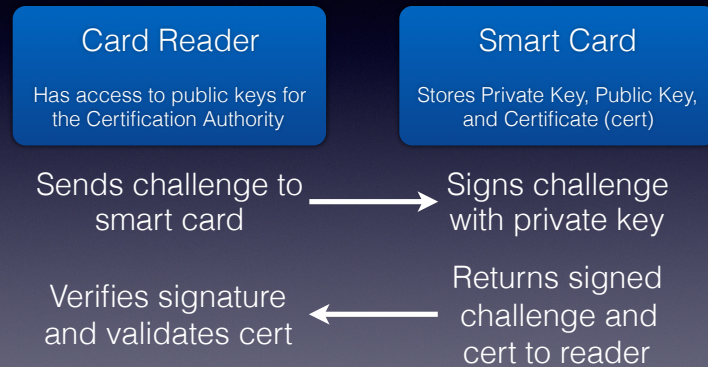 Card Reader
Has access to public keys for
the Certification Authority
Smart Card
Stores Private Key, Public Key,
and Certificate (cert)
Sends challenge to
smart card
Signs challenge
with private key
Returns signed
challenge and
cert to reader
Verifies signature
and validates cert